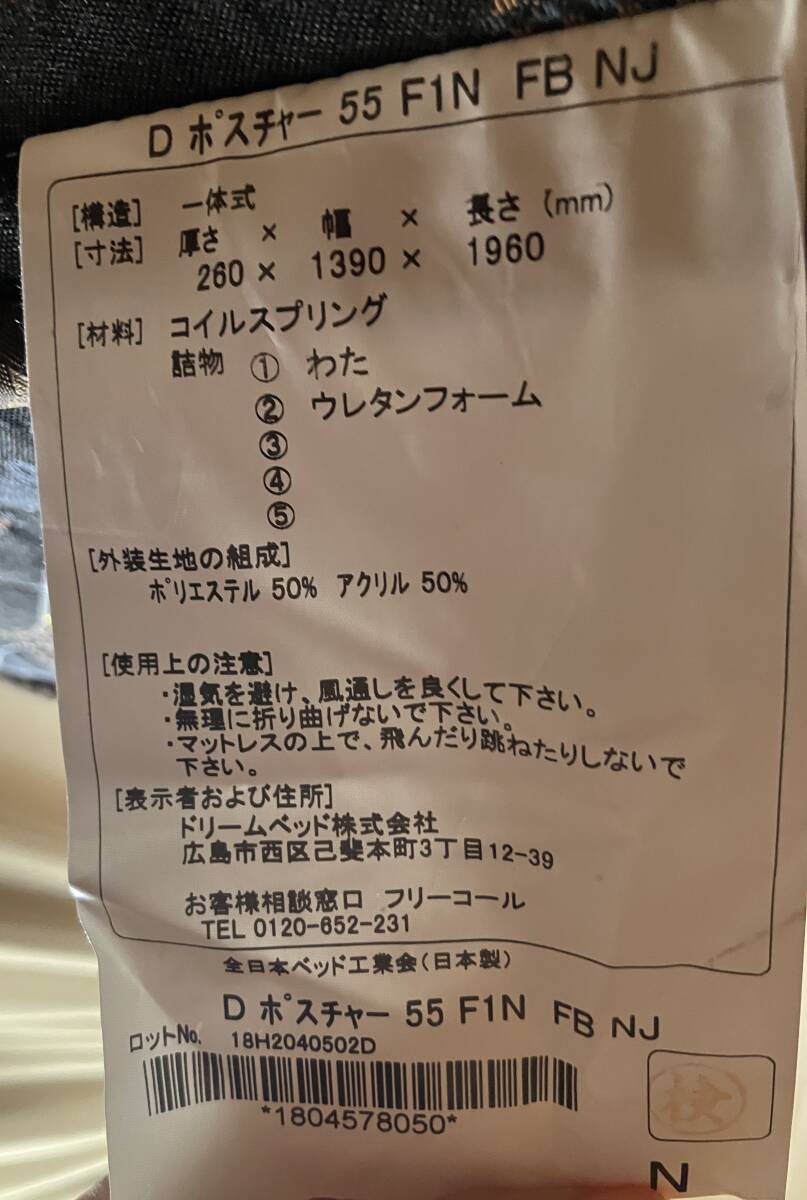 D ポスチャー 55 F1N FB NJ
[構造] 一体式
[寸法] 厚さ × 幅 × 長さ (mm)
260 × 1390 × 1960
[材料] コイルスプリング
詰物 ① わた
② ウレタンフォーム
③
④
⑤
[外装生地の組成]
ポリエステル 50% アクリル 50%
[使用上の注意]
・湿気を避け、風通しを良くして下さい。
・無理に折り曲げないで下さい。
・マットレスの上で、飛んだり跳ねたりしないで
下さい。
[表示者および住所]
ドリームベッド株式会社
広島市西区己斐本町3丁目12-39
お客様相談窓口 フリーコール
TEL 0120-652-231
全日本ベッド工業会(日本製)
D ポスチャー 55 F1N FB NJ
ロットNo. 18H2040502D
*1804578050*
検
N